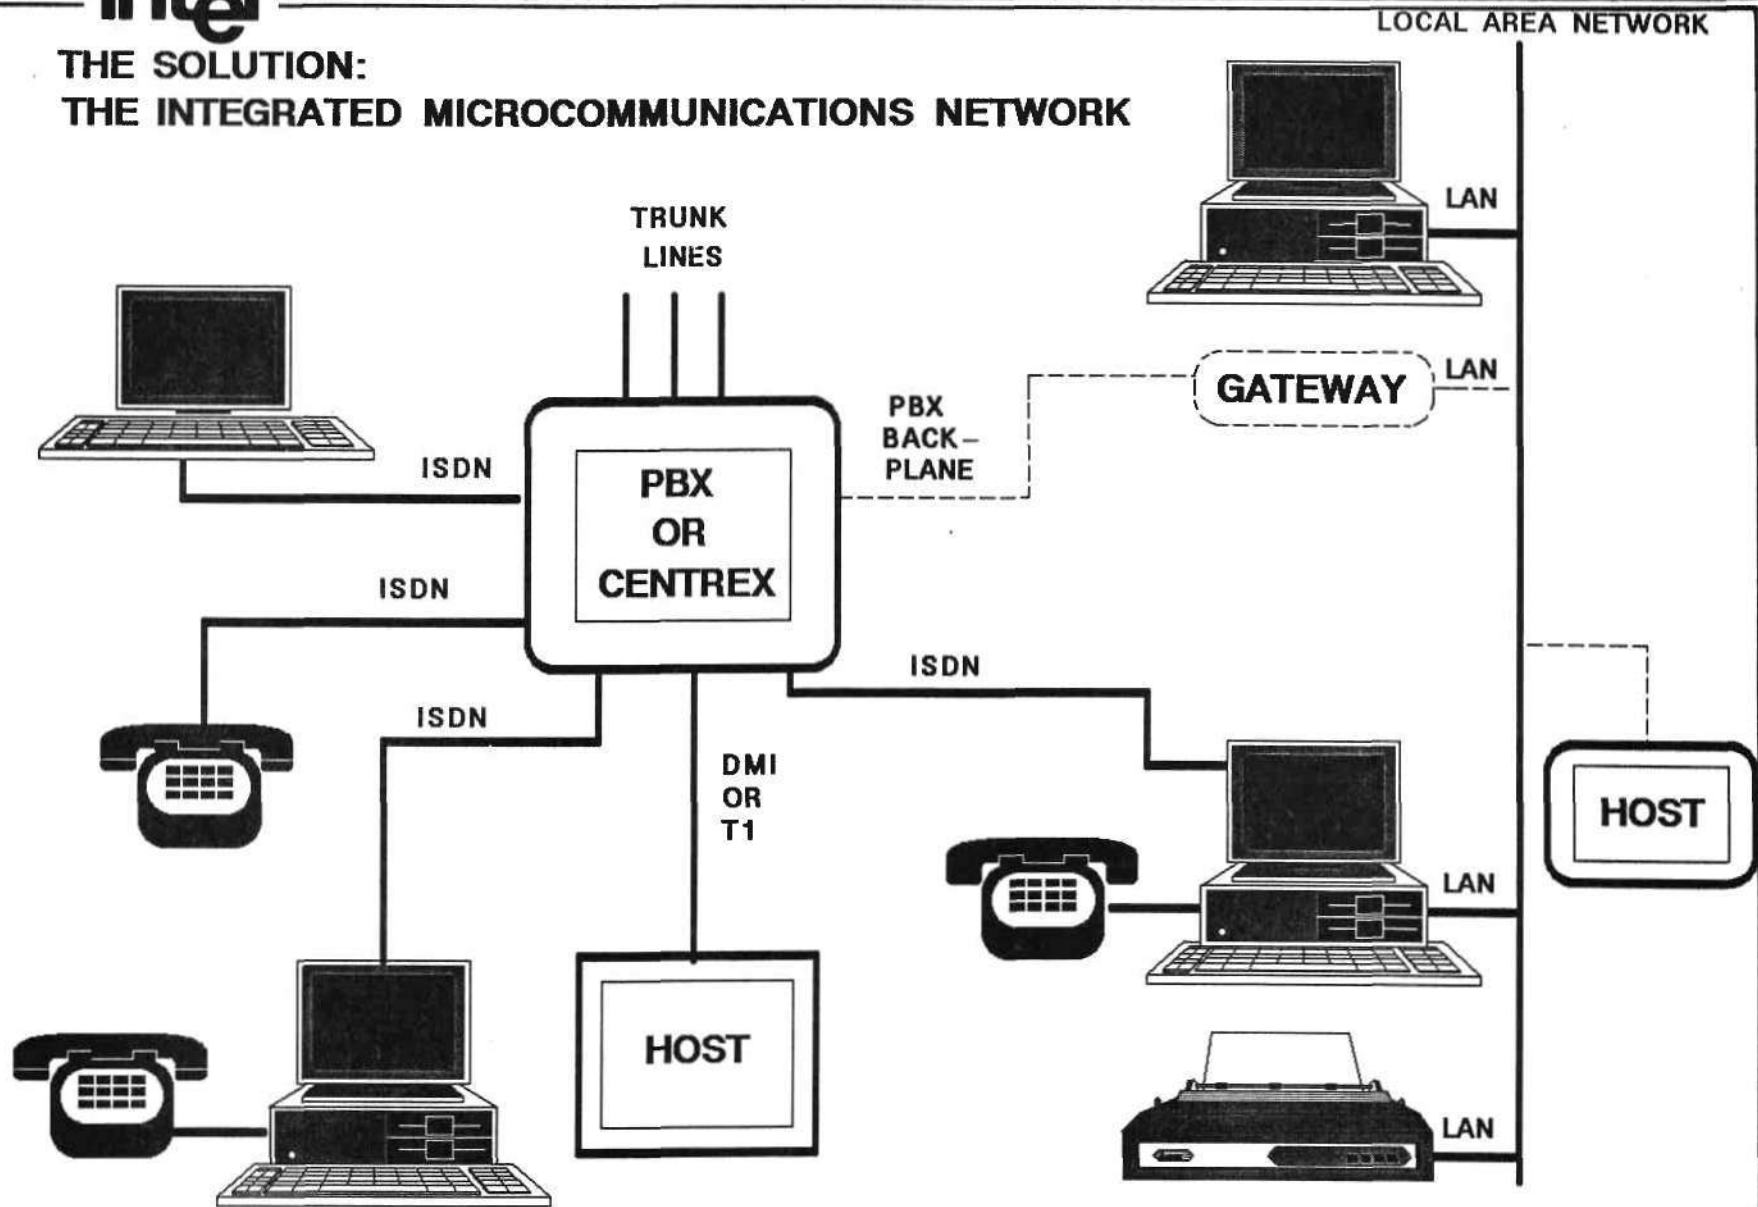 intel
LOCAL AREA NETWORK
THE SOLUTION:
THE INTEGRATED MICROCOMMUNICATIONS NETWORK
LAN
TRUNK
LINES
GATEWAY
LAN
PBX
BACK-
PLANE
ISDN
PBX
OR
CENTREX
ISDN
ISDN
ISDN
DMI
OR
T1
HOST
LAN
HOST
LAN